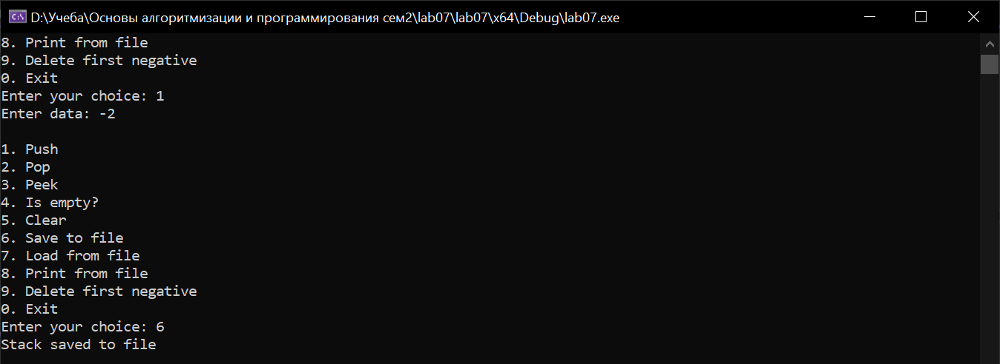 D:\Учеба\Основы алгоритмизации и программирования сем2\lab07\lab07\x64\Debug\lab07.exe
8. Print from file
9. Delete first negative
0. Exit
Enter your choice: 1
Enter data: -2
1. Push
2. Pop
3. Peek
4. Is empty?
5. Clear
6. Save to file
7. Load from file
8. Print from file
9. Delete first negative
0. Exit
Enter your choice: 6
Stack saved to file